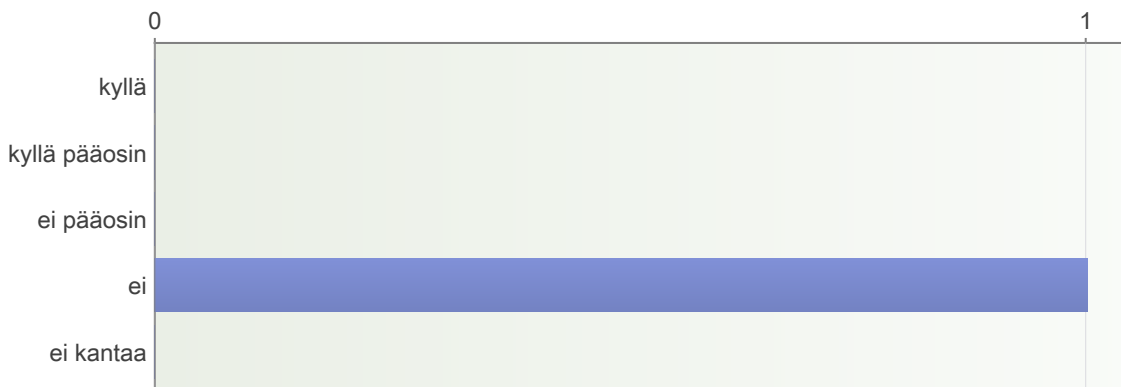 0 1
kyllä
kyllä pääosin
ei pääosin
ei
ei kantaa